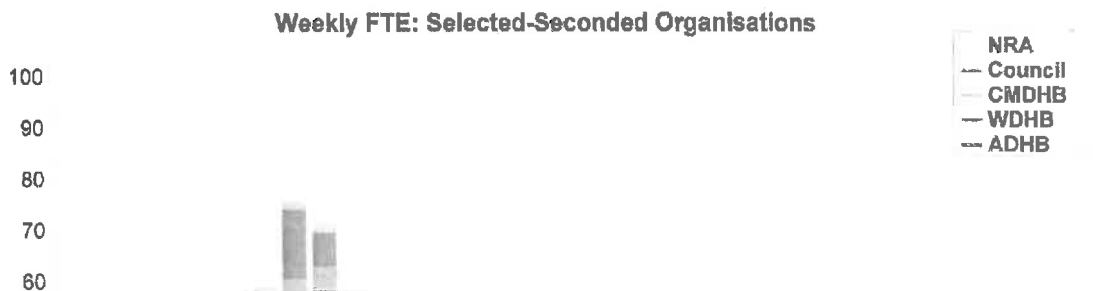 Weekly FTE: Selected-Seconded Organisations
NRA
Council
CMDHB
WDHB
ADHB
100
90
80
70
60